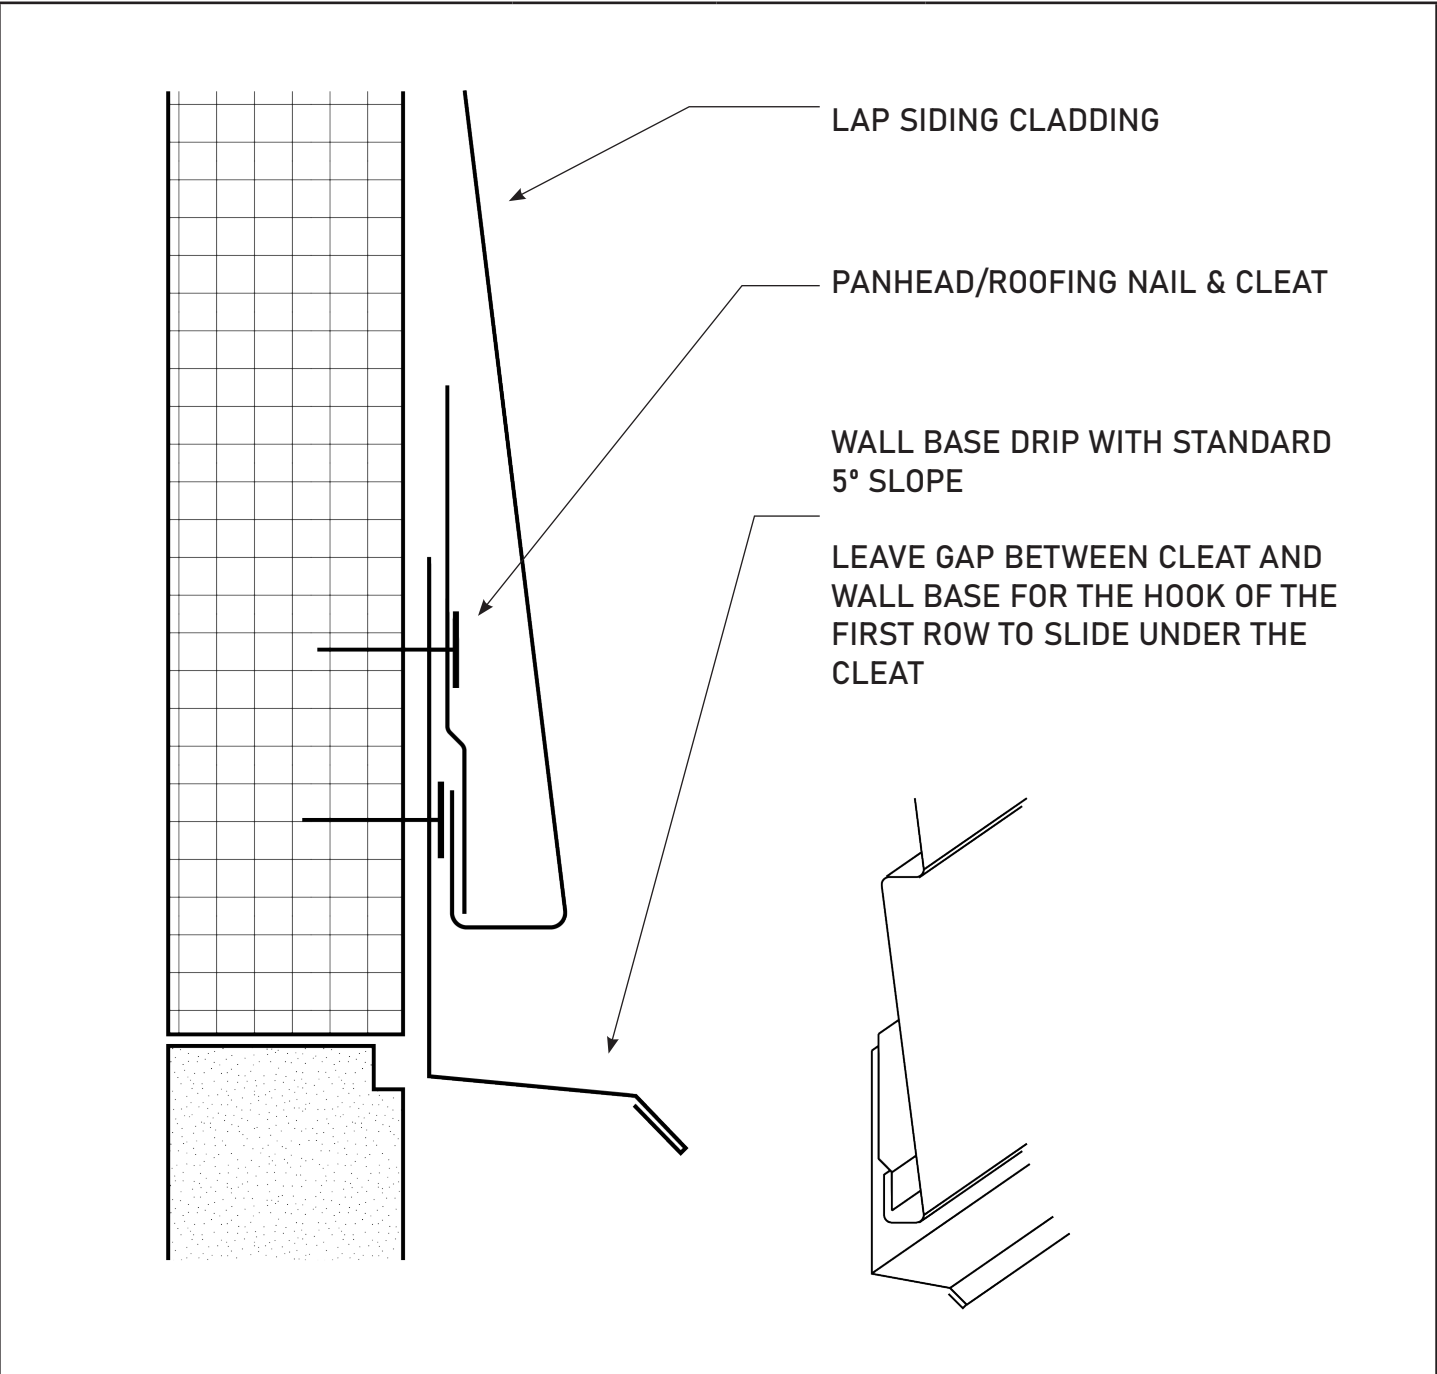 LAP SIDING CLADDING
PANHEAD/ROOFING NAIL & CLEAT
WALL BASE DRIP WITH STANDARD
5º SLOPE
LEAVE GAP BETWEEN CLEAT AND
WALL BASE FOR THE HOOK OF THE
FIRST ROW TO SLIDE UNDER THE
CLEAT